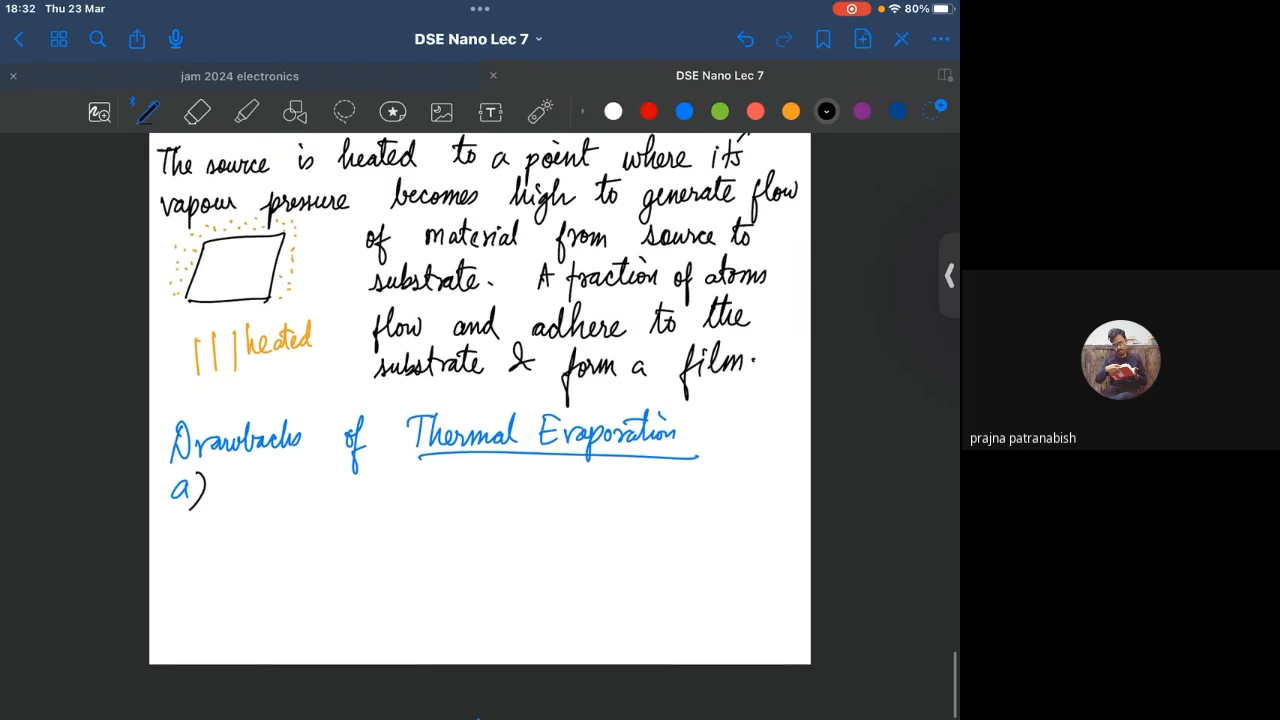 18:32 Thu 23 Mar
80%
DSE Nano Lec 7
jam 2024 electronics
DSE Nano Lec 7
The source is heated to a point where it's
vapour pressure becomes high to generate flow
of material from source to
substrate. A fraction of atoms
flow and adhere to the
substrate & form a film.
heated
Drawbacks of Thermal Evaporation
a)
prajna patranabish